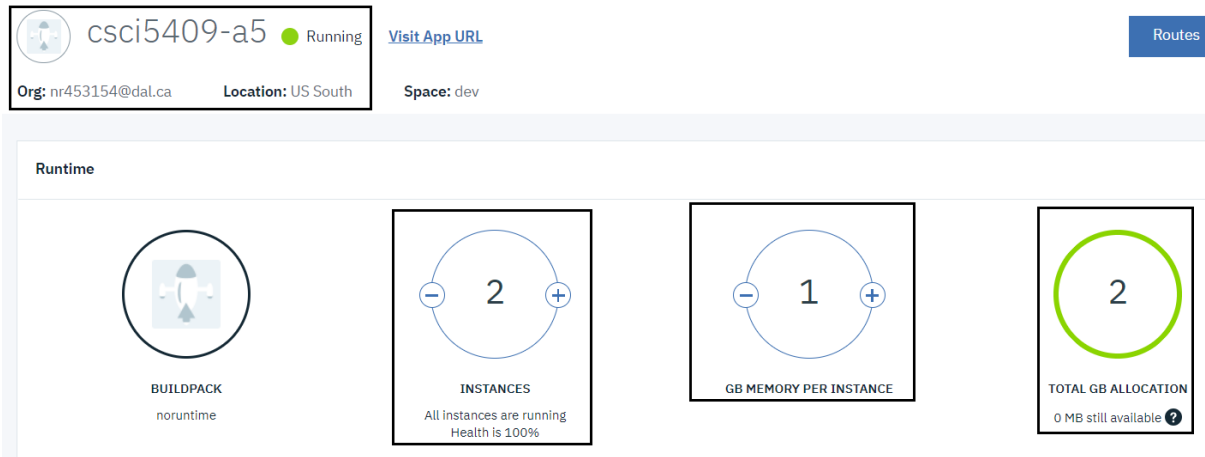 csci5409-a5 Running Visit App URL Routes
Org: nr453154@dal.ca Location: US South Space: dev
Runtime
2 1 2
BUILDPACK INSTANCES GB MEMORY PER INSTANCE TOTAL GB ALLOCATION
noruntime All instances are running 0 MB still available ?
Health is 100%